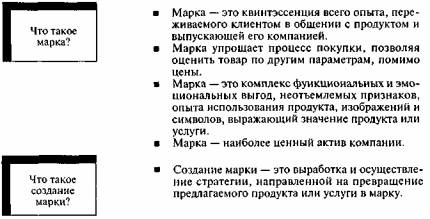 Что такое
марка?
Марка — это квинтэссенция всего опыта, пере-
живаемого клиентом в общении с продуктом и
выпускающей его компанией.
Марка упрощает процесс покупки, позволяя
оценить товар по другим параметрам, помимо
цены.
Марка — это комплекс функциональных и эмо-
циональных выгод, неотъемлемых признаков,
опыта использования продукта, изображений и
символов, выражающий значение продукта или
услуги.
Марка — наиболее ценный актив компании.
Что такое
создание
марки?
Создание марки — это выработка и осуществле-
ние стратегии, направленной на превращение
предлагаемого продукта или услуги в марку.